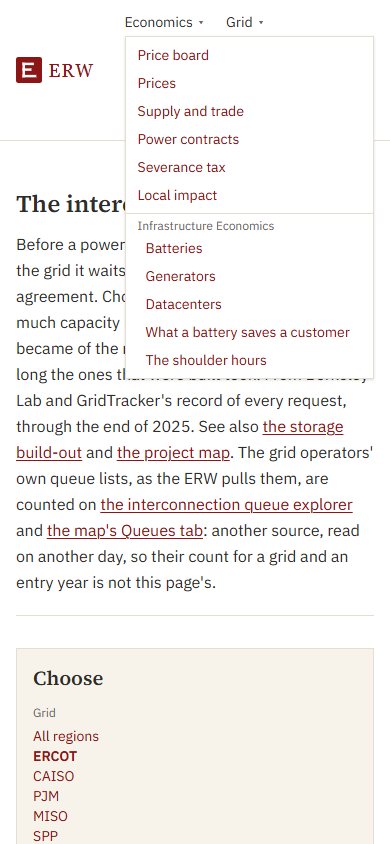 Economics ▾ Grid ▾
ERW
Price board
Prices
Supply and trade
Power contracts
Severance tax
Local impact
Infrastructure Economics
Batteries
Generators
Datacenters
What a battery saves a customer
The shoulder hours
The inter
Before a power
the grid it waits
agreement. Cho
much capacity
became of the
long the ones that were built took. From Berkeley
Lab and GridTracker's record of every request,
through the end of 2025. See also the storage
build-out and the project map. The grid operators'
own queue lists, as the ERW pulls them, are
counted on the interconnection queue explorer
and the map's Queues tab: another source, read
on another day, so their count for a grid and an
entry year is not this page's.
Choose
Grid
All regions
ERCOT
CAISO
PJM
MISO
SPP